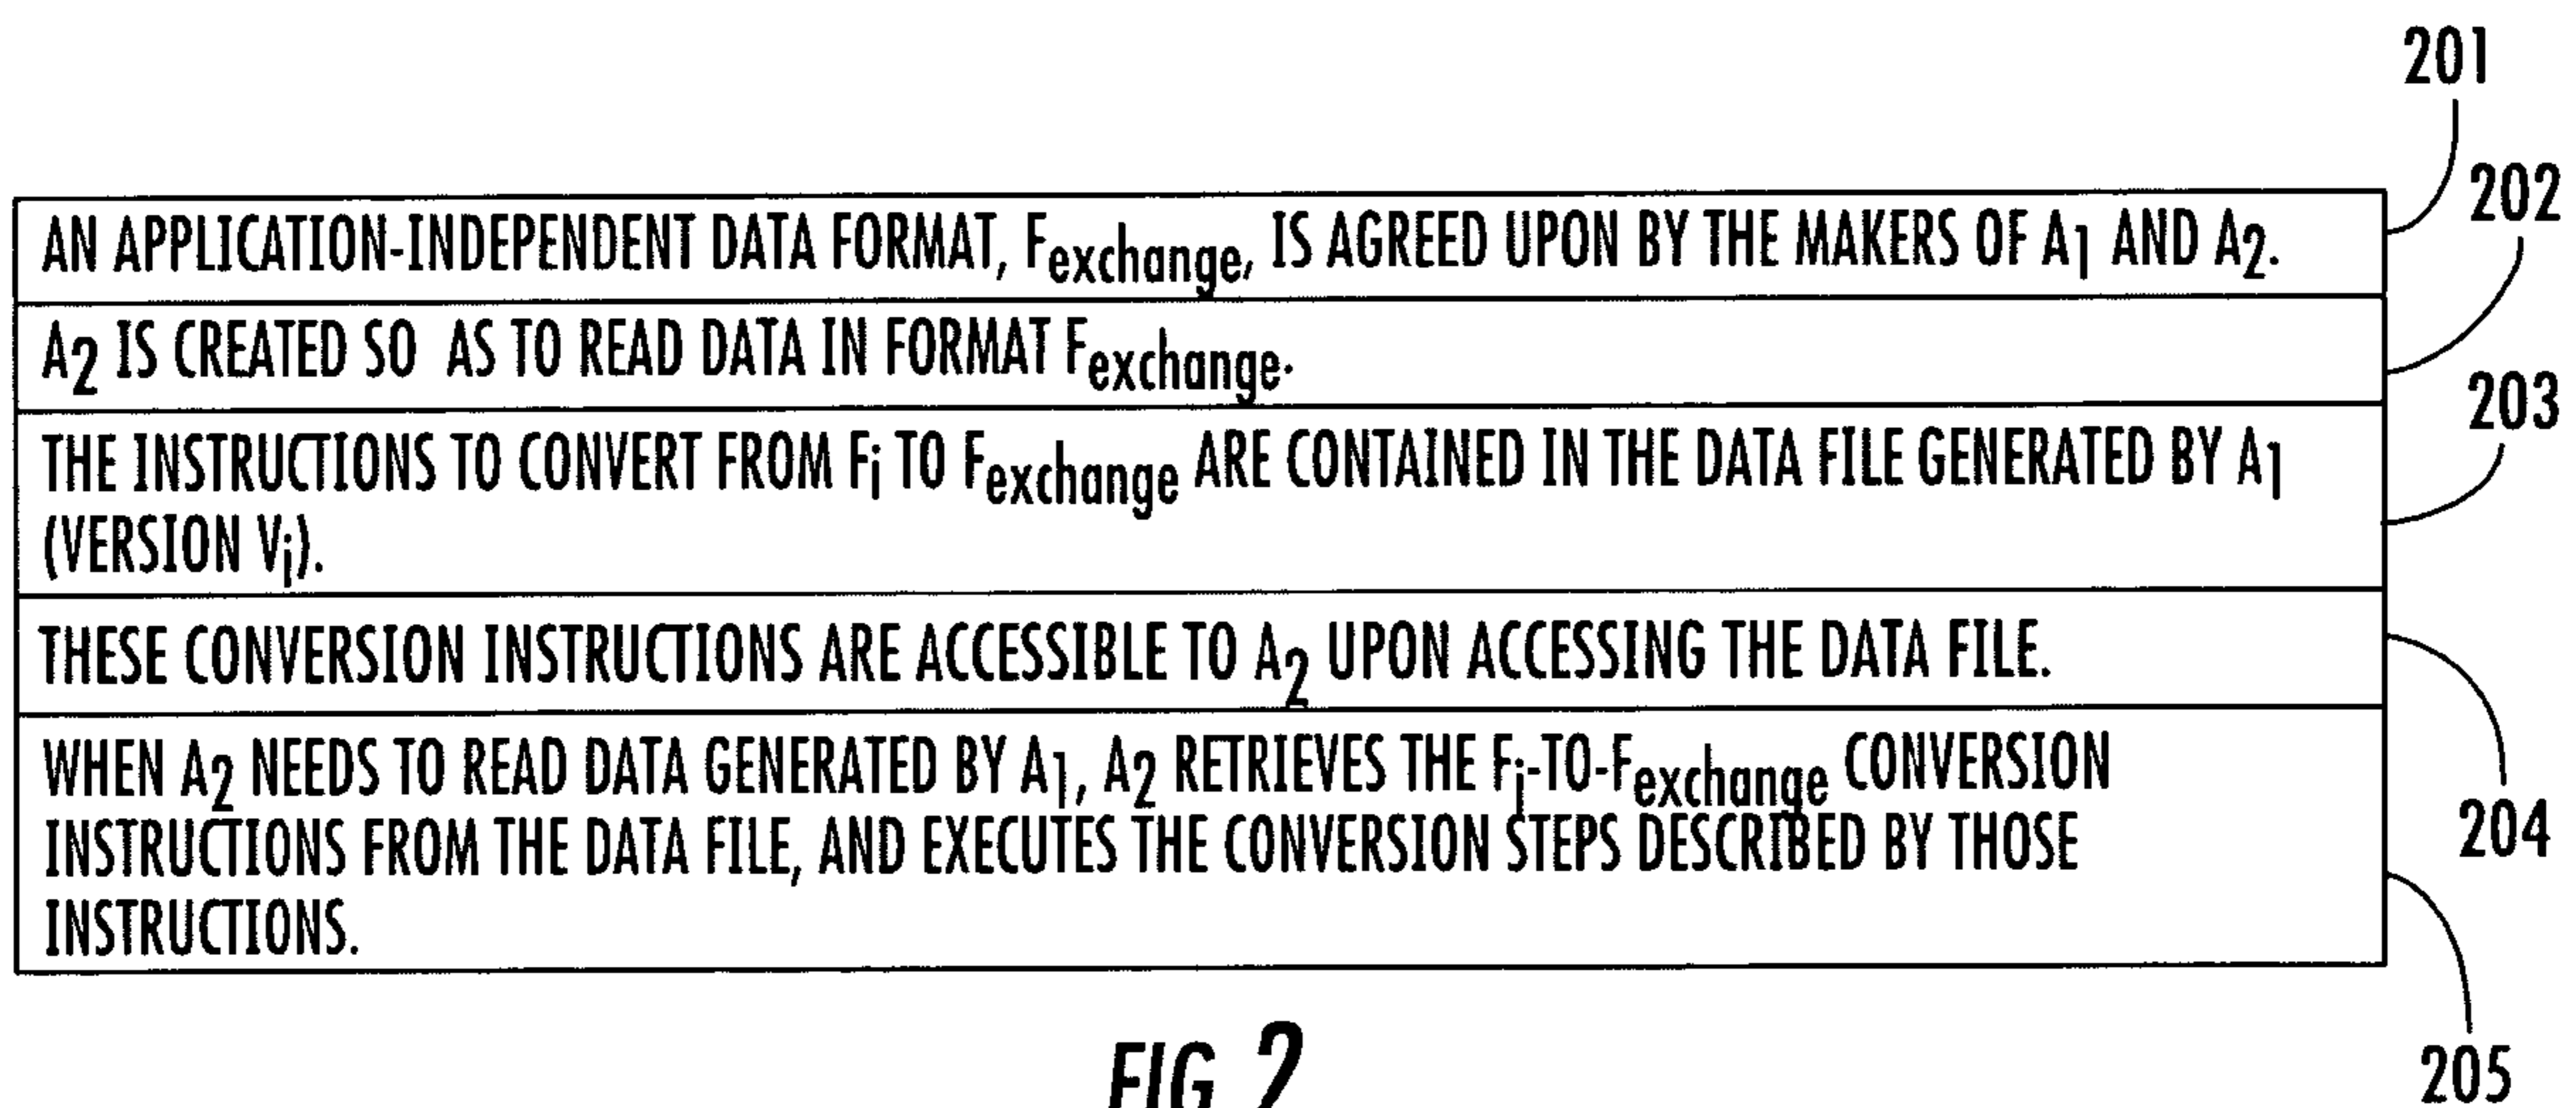 201
AN APPLICATION-INDEPENDENT DATA FORMAT, Fexchange, IS AGREED UPON BY THE MAKERS OF A1 AND A2.
202
A2 IS CREATED SO AS TO READ DATA IN FORMAT Fexchange.
203
THE INSTRUCTIONS TO CONVERT FROM Fi TO Fexchange ARE CONTAINED IN THE DATA FILE GENERATED BY A1
(VERSION Vi).
THESE CONVERSION INSTRUCTIONS ARE ACCESSIBLE TO A2 UPON ACCESSING THE DATA FILE.
204
WHEN A2 NEEDS TO READ DATA GENERATED BY A1, A2 RETRIEVES THE Fi-TO-Fexchange CONVERSION
INSTRUCTIONS FROM THE DATA FILE, AND EXECUTES THE CONVERSION STEPS DESCRIBED BY THOSE
INSTRUCTIONS.
205
FIG 2